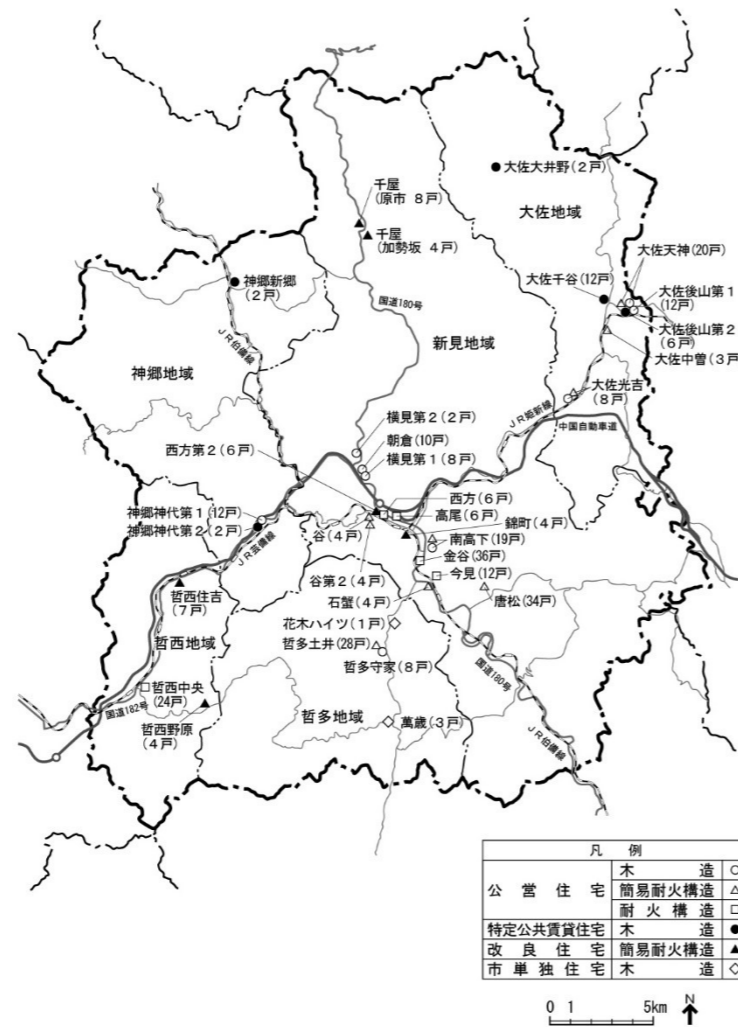 大佐大井野(2戸)
大佐地域
千屋
(原市 8戸)
千屋
(加勢坂 4戸)
大佐天神(20戸)
大佐千谷(12戸)
大佐後山第1
(12戸)
大佐後山第2
(6戸)
大佐中曽(3戸
神郷新郷
(2戸)
国道180号
JR伯備線
新見地域
神郷地域
大佐光吉
(8戸)
JR姫新線
中国自動車道
横見第2(2戸)
朝倉(10戸)
横見第1(8戸)
西方第2(6戸)
西方(6戸)
高尾(6戸)
錦町(4戸)
神郷神代第1(12戸)
神郷神代第2(2戸)
谷(4戸)
南高下(19戸)
金谷(36戸)
JR芸備線
谷第2(4戸)
今見(12戸)
石蟹(4戸)
唐松(34戸)
哲西住吉
(7戸)
花木ハイツ(1戸)
哲西地域
哲多土井(28戸)
哲多守家(8戸)
国道180号
哲西中央
(24戸)
国道182号
哲西野原
(4戸)
哲多地域
萬歳(3戸)
JR伯備線
凡 例
公営住宅 木造 ○
簡易耐火構造 △
耐火構造 □
特定公共賃貸住宅 木造 ●
改良住宅 簡易耐火構造 ▲
市単独住宅 木造 ◇
0 1 5km N